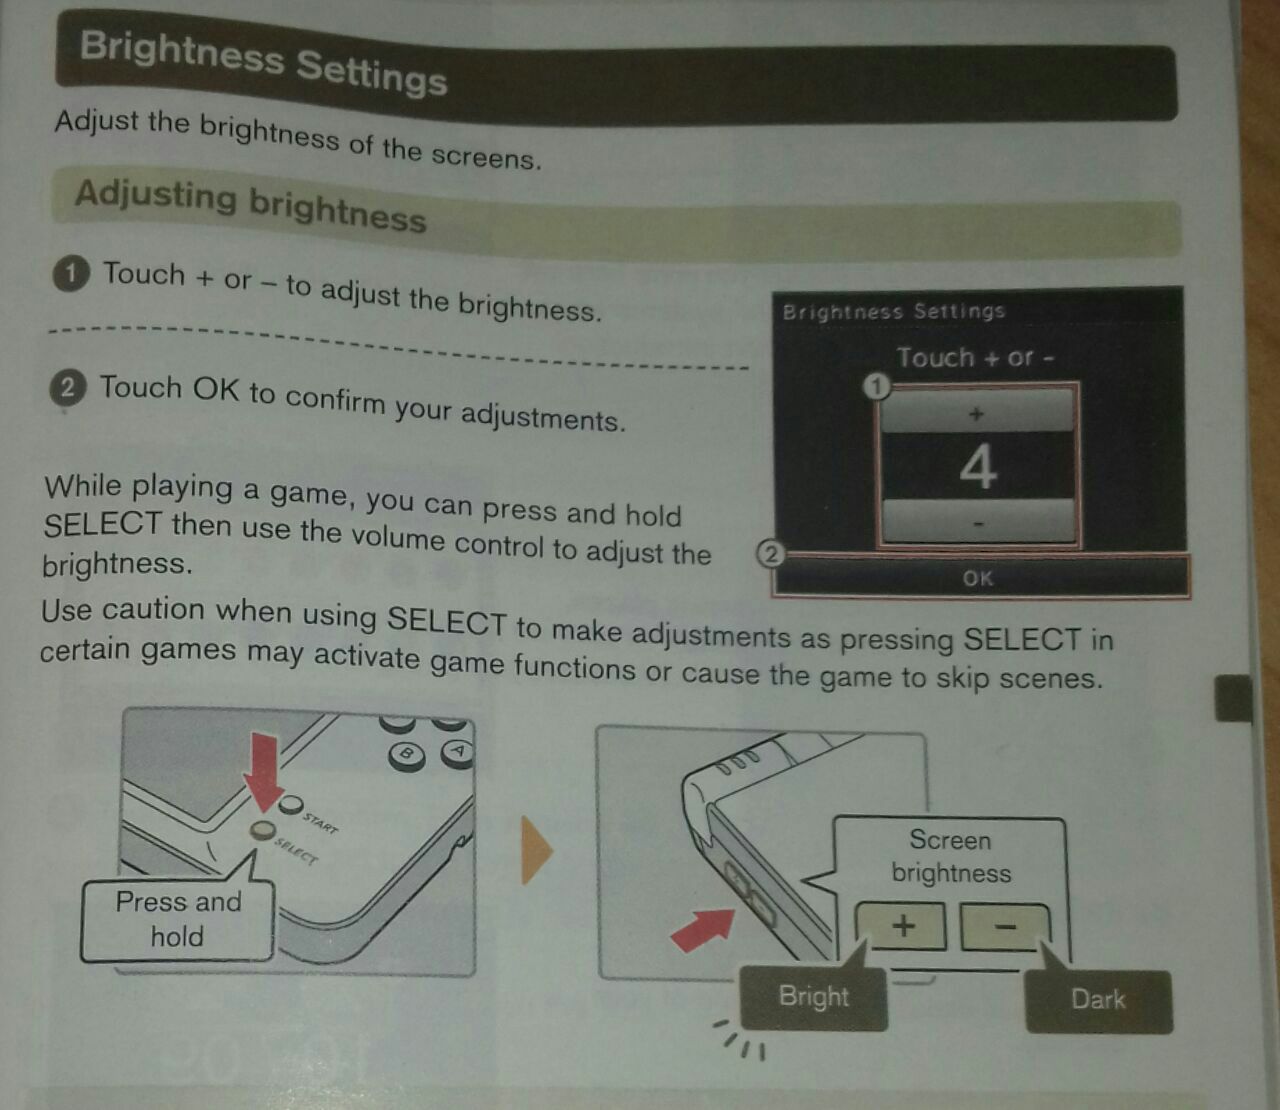 Brightness Settings
Adjust the brightness of the screens.
Adjusting brightness
1 Touch + or – to adjust the brightness.
2 Touch OK to confirm your adjustments.
While playing a game, you can press and hold
SELECT then use the volume control to adjust the
brightness.
Use caution when using SELECT to make adjustments as pressing SELECT in
certain games may activate game functions or cause the game to skip scenes.
Brightness Settings
Touch + or -
1
+
4
-
2
OK
B
A
START
SELECT
Press and
hold
Screen
brightness
+
–
Bright
Dark